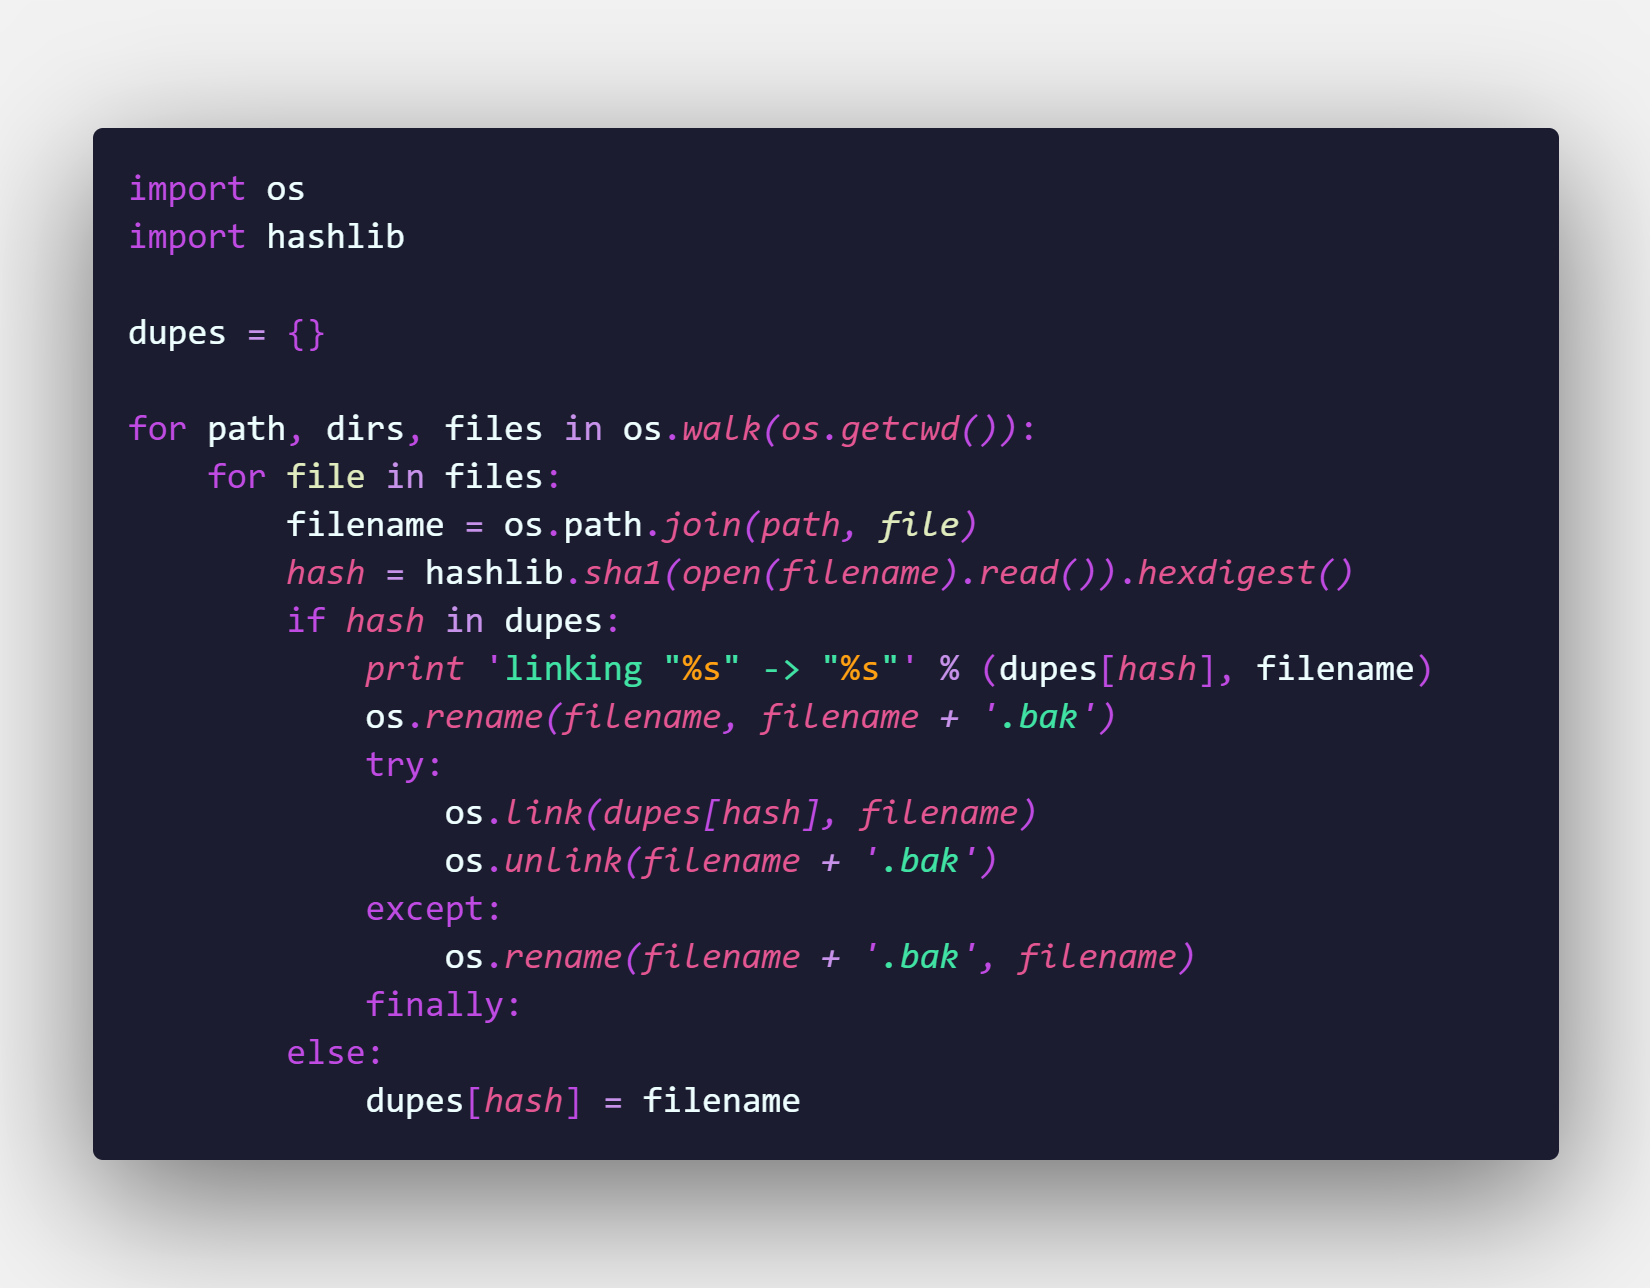 import os
import hashlib

dupes = {}

for path, dirs, files in os.walk(os.getcwd()):
    for file in files:
        filename = os.path.join(path, file)
        hash = hashlib.sha1(open(filename).read()).hexdigest()
        if hash in dupes:
            print 'linking "%s" -> "%s"' % (dupes[hash], filename)
            os.rename(filename, filename + '.bak')
            try:
                os.link(dupes[hash], filename)
                os.unlink(filename + '.bak')
            except:
                os.rename(filename + '.bak', filename)
            finally:
        else:
            dupes[hash] = filename